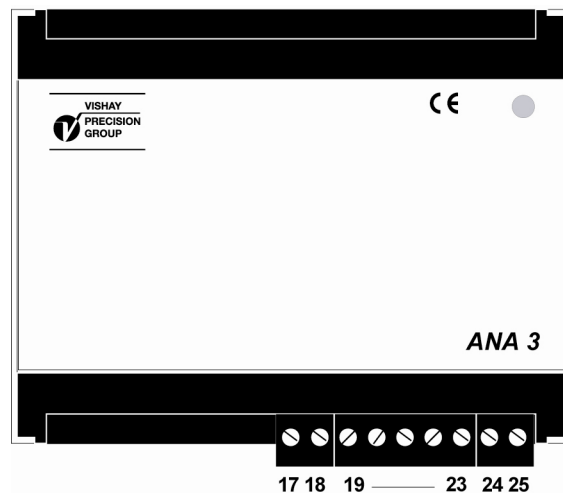 VISHAY
PRECISION
GROUP
CE
ANA 3
17 18 19 23 24 25